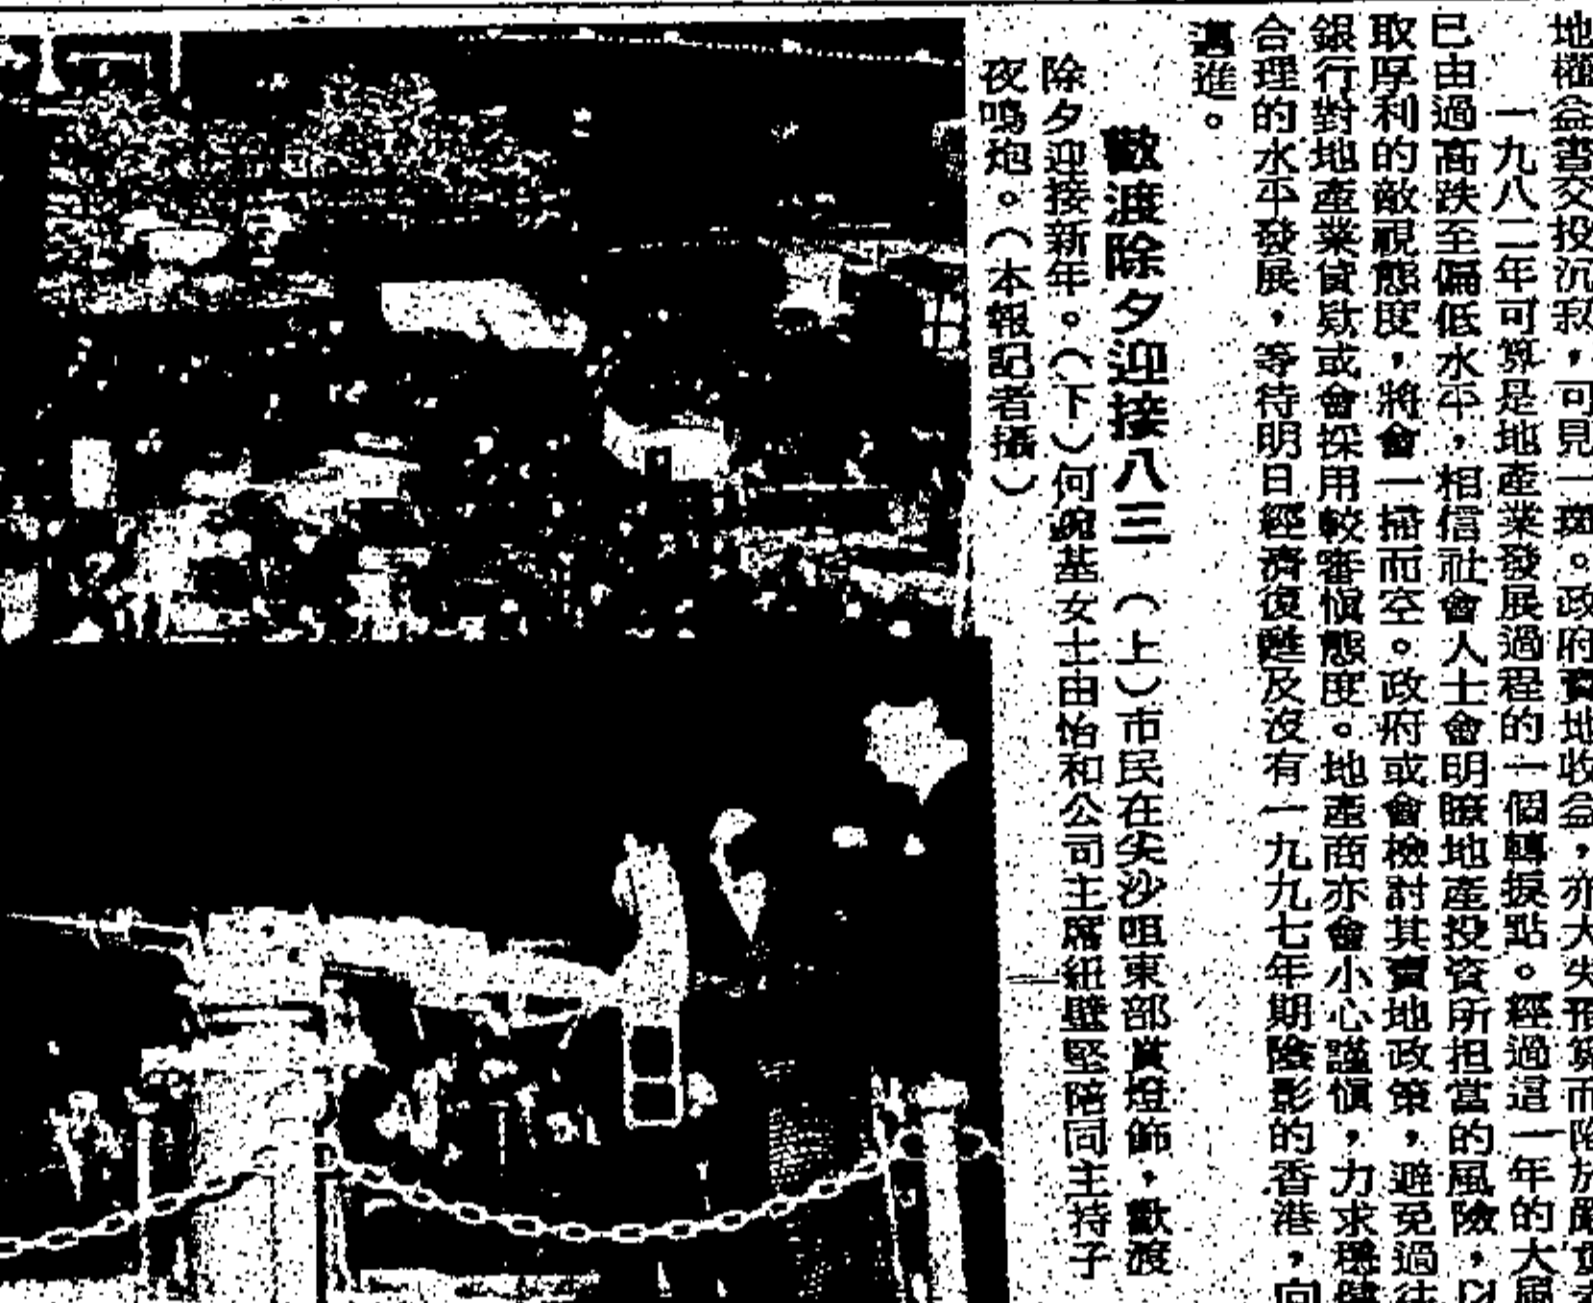 地權益書交投沉寂，可見一斑。政府賣地收益，亦大失預算而陷於嚴重
一九八二年可算是地產業發展過程的一個轉捩點。經過這一年的大
已由過高跌至偏低水平，相信社會人士會明瞭地產投資所担當的風險，以
取厚利的敵視態度，將會一掃而空。政府或會檢討其賣地政策，避免過往
銀行對地產業貸款或會採用較審慎態度。地產商亦會小心謹慎，力求穩健
合理的水平發展，等待明日經濟復甦及沒有一九九七年期陰影的香港，向
邁進。
歡渡除夕迎接八三 （上）市民在尖沙咀東部賞燈飾，歡渡
除夕迎接新年。（下）何婉基女士由怡和公司主席紐壁堅陪同主持子
夜鳴炮。（本報記者攝）